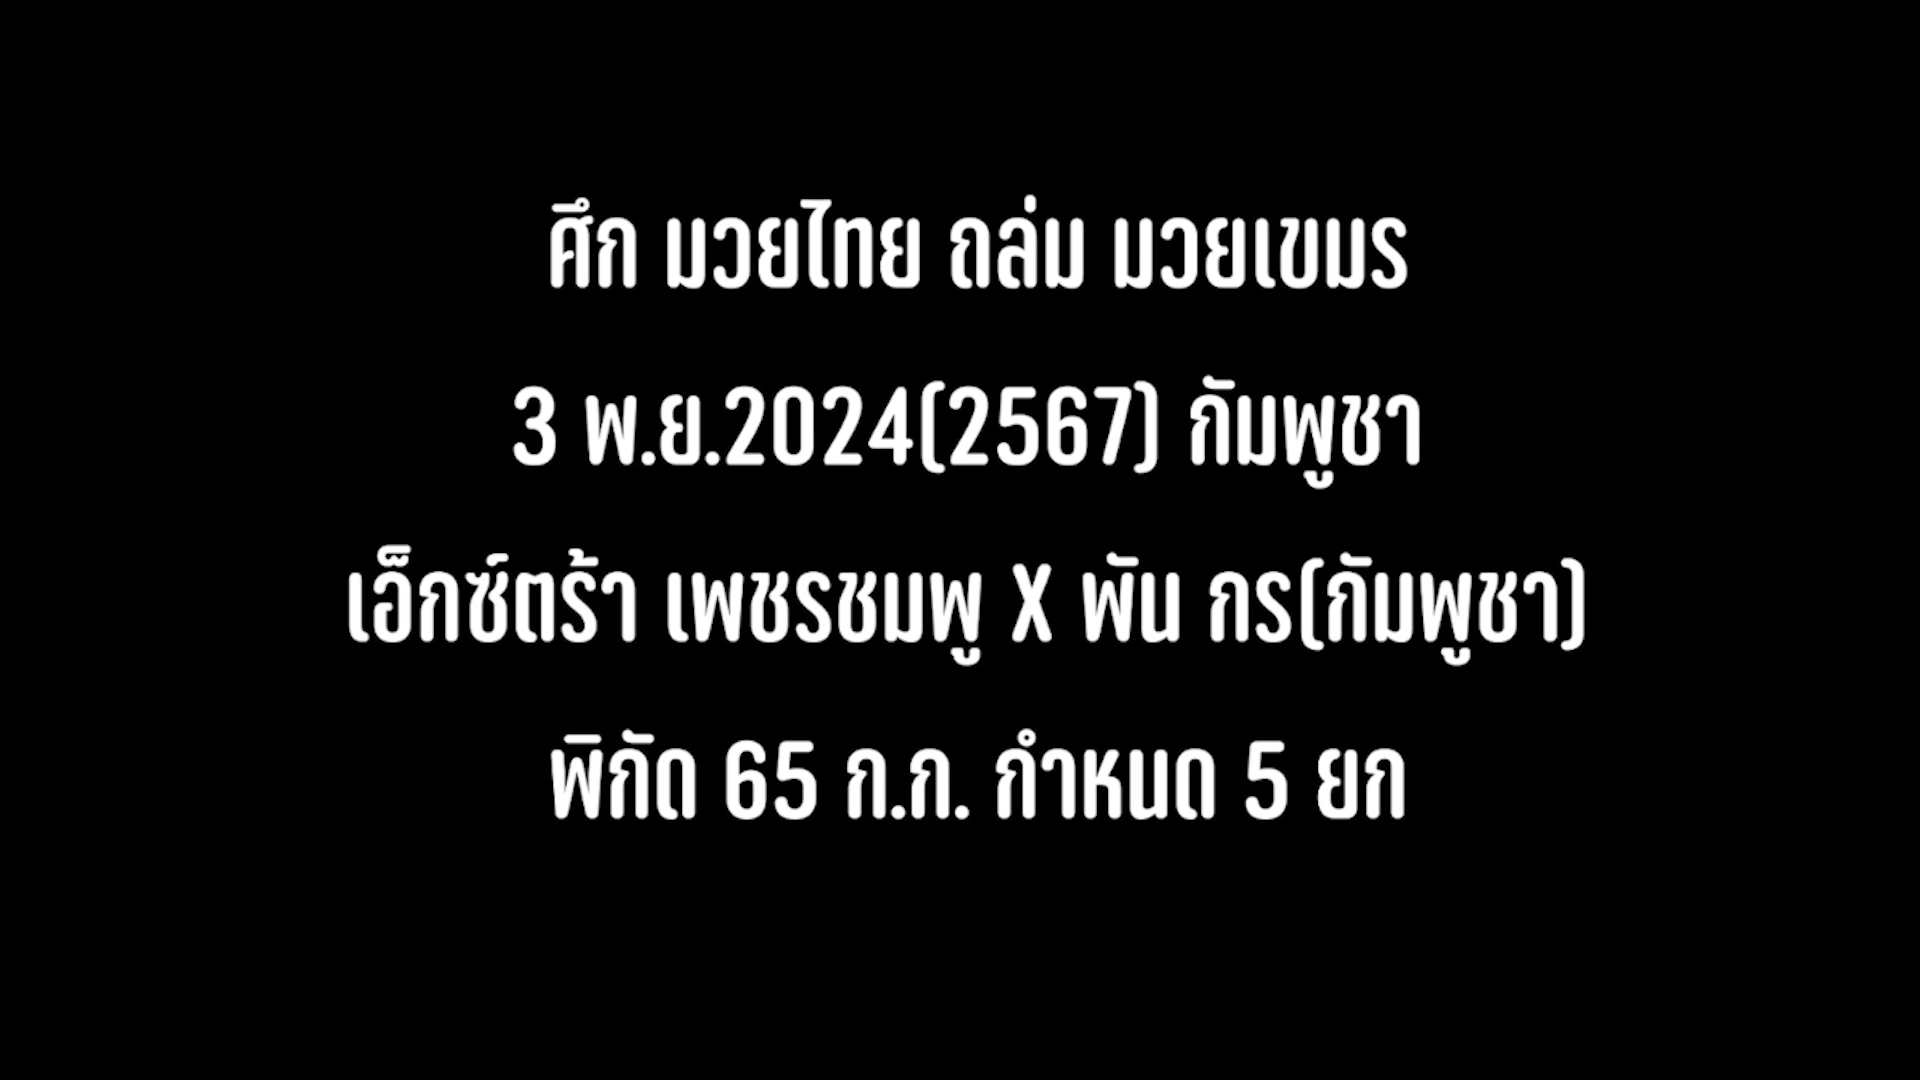 ศึก มวยไทย ถล่ม มวยเขมร
3 พ.ย.2024(2567) กัมพูชา
เอ็กซ์ตร้า เพชรชมพู X พัน กร(กัมพูชา)
พิกัด 65 ก.ก. กำหนด 5 ยก